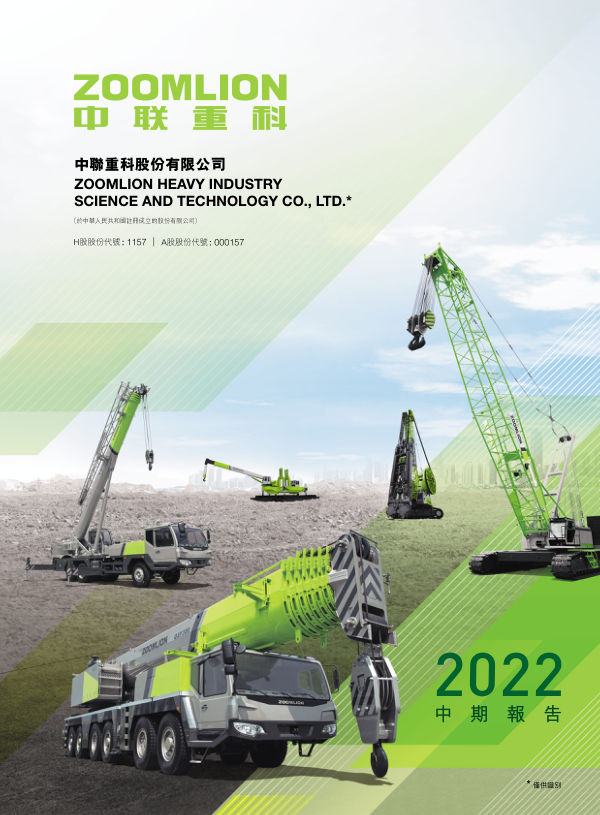 ZOOMLION
中联重科
中聯重科股份有限公司
ZOOMLION HEAVY INDUSTRY
SCIENCE AND TECHNOLOGY CO., LTD.*
(於中華人民共和國註冊成立的股份有限公司)
H股股份代號：1157 | A股股份代號：000157
ZOOMLION
ZOOMLION
ZOOMLION
2022
中期報告
* 僅供識別